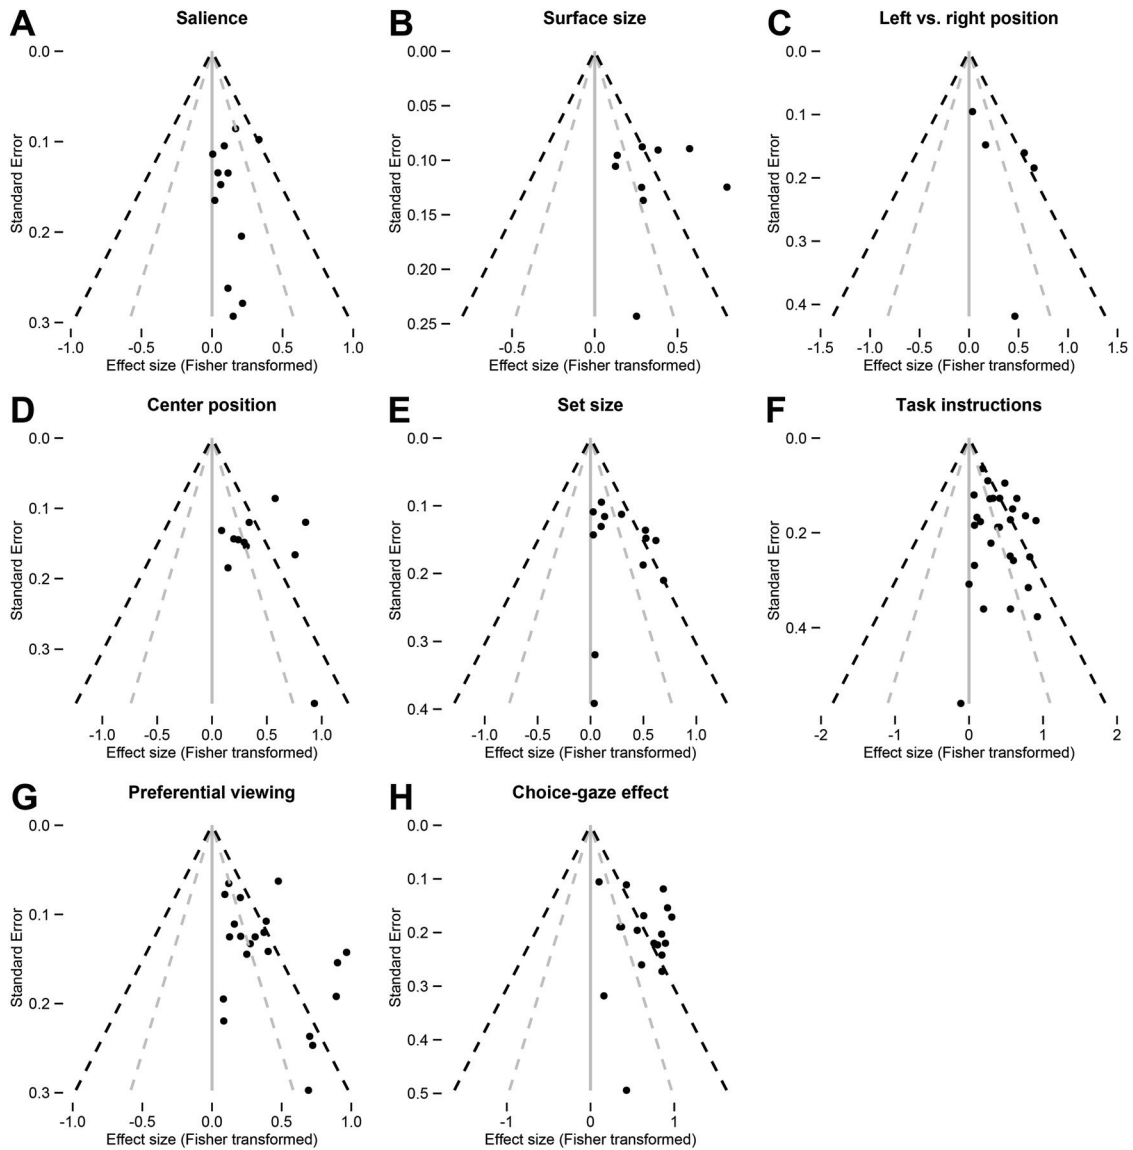 A
Salience
0.0
0.1
0.2
0.3
Standard Error
-1.0
-0.5
0.0
0.5
1.0
Effect size (Fisher transformed)
B
Surface size
0.00
0.05
0.10
0.15
0.20
0.25
Standard Error
-0.5
0.0
0.5
Effect size (Fisher transformed)
C
Left vs. right position
0.0
0.1
0.2
0.3
0.4
Standard Error
-1.5
-1.0
-0.5
0.0
0.5
1.0
1.5
Effect size (Fisher transformed)
D
Center position
0.0
0.1
0.2
0.3
Standard Error
-1.0
-0.5
0.0
0.5
1.0
Effect size (Fisher transformed)
E
Set size
0.0
0.1
0.2
0.3
0.4
Standard Error
-1.0
-0.5
0.0
0.5
1.0
Effect size (Fisher transformed)
F
Task instructions
0.0
0.2
0.4
Standard Error
-2
-1
0
1
2
Effect size (Fisher transformed)
G
Preferential viewing
0.0
0.1
0.2
0.3
Standard Error
-1.0
-0.5
0.0
0.5
1.0
Effect size (Fisher transformed)
H
Choice-gaze effect
0.0
0.1
0.2
0.3
0.4
0.5
Standard Error
-1
0
1
Effect size (Fisher transformed)